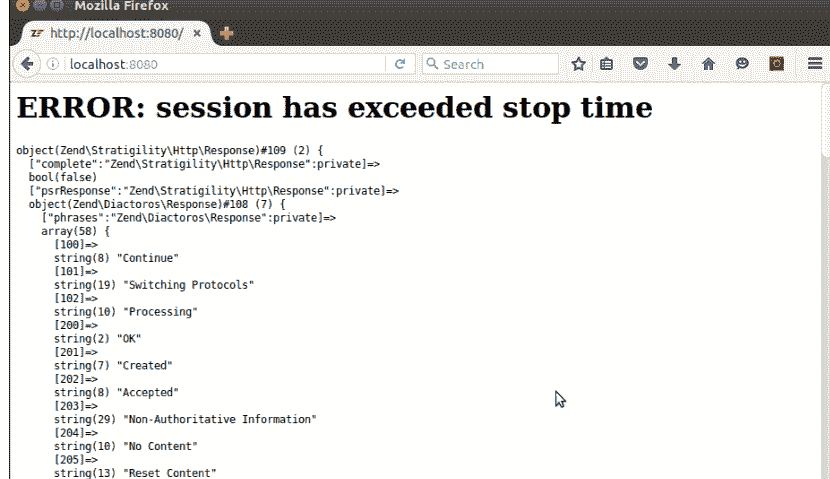 Mozilla Firefox
http://localhost:8080/
localhost:8080
Search
ERROR: session has exceeded stop time
object(Zend\Stratigility\Http\Response)#109 (2) {
["complete":"Zend\Stratigility\Http\Response":private]=>
bool(false)
["psrResponse":"Zend\Stratigility\Http\Response":private]=>
object(Zend\Diactoros\Response)#108 (7) {
["phrases":"Zend\Diactoros\Response":private]=>
array(58) {
[100]=>
string(8) "Continue"
[101]=>
string(19) "Switching Protocols"
[102]=>
string(10) "Processing"
[200]=>
string(2) "OK"
[201]=>
string(7) "Created"
[202]=>
string(8) "Accepted"
[203]=>
string(29) "Non-Authoritative Information"
[204]=>
string(10) "No Content"
[205]=>
string(13) "Reset Content"